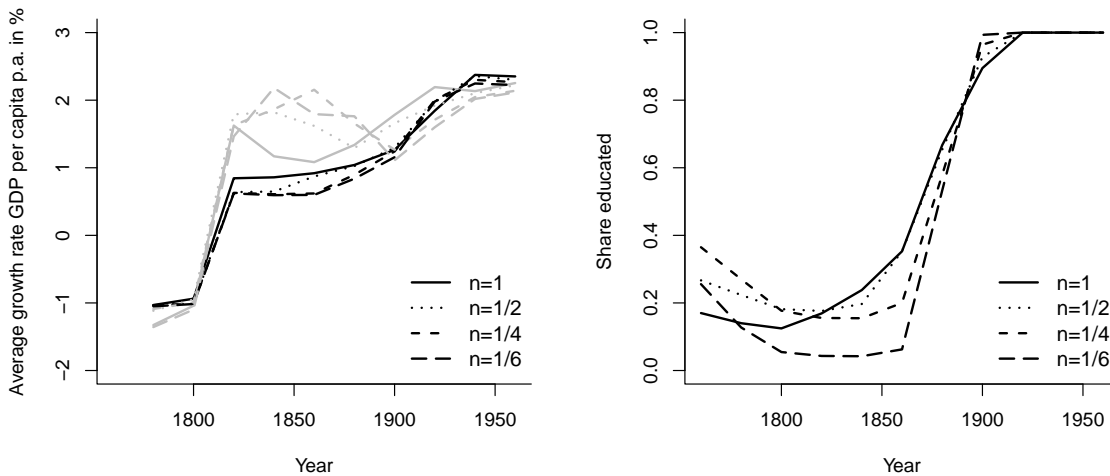 Average growth rate GDP per capita p.a. in %
3
2
1
0
−1
−2
1800 1850 1900 1950
Year
n=1
n=1/2
n=1/4
n=1/6
Share educated
1.0
0.8
0.6
0.4
0.2
0.0
1800 1850 1900 1950
Year
n=1
n=1/2
n=1/4
n=1/6